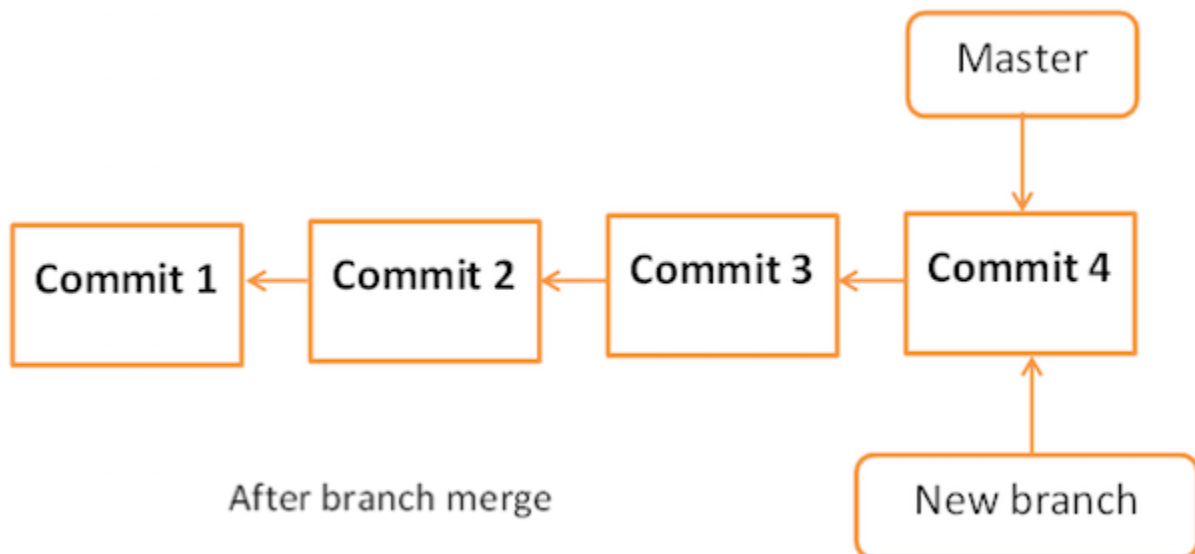 Master
Commit 1
Commit 2
Commit 3
Commit 4
After branch merge
New branch